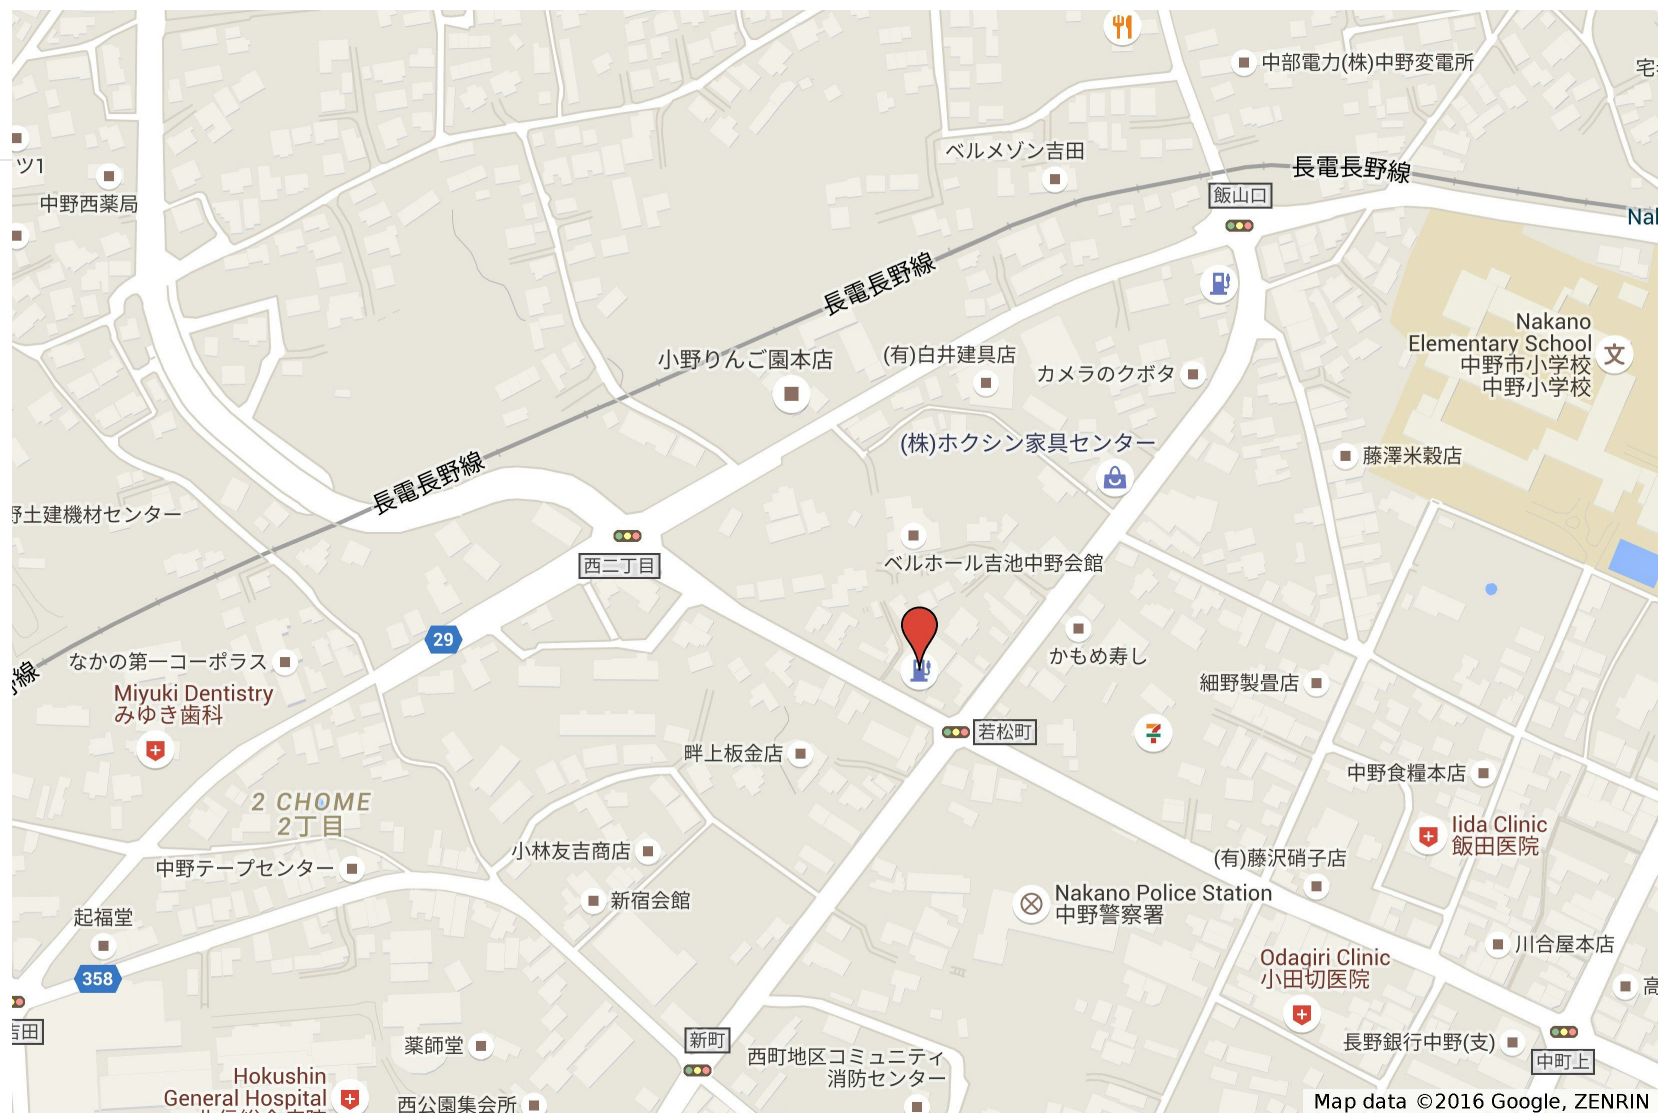 中部電力(株)中野変電所
宅
ベルメゾン吉田
長電長野線
ツ1
中野西薬局
飯山口
長電長野線
Nakano
Elementary School
中野市小学校
中野小学校
小野りんご園本店
(有)白井建具店
カメラのクボタ
(株)ホクシン家具センター
藤澤米穀店
長電長野線
野土建機材センター
西二丁目
ベルホール吉池中野会館
29
なかの第一コーポラス
かもめ寿し
細野製畳店
Miyuki Dentistry
みゆき歯科
若松町
畔上板金店
中野食糧本店
2 CHOME
2丁目
Iida Clinic
飯田医院
小林友吉商店
(有)藤沢硝子店
中野テープセンター
新宿会館
Nakano Police Station
中野警察署
起福堂
川合屋本店
Odagiri Clinic
小田切医院
358
高
吉田
新町
薬師堂
長野銀行中野(支)
西町地区コミュニティ
消防センター
中町上
Hokushin
General Hospital
西公園集会所
Map data ©2016 Google, ZENRIN